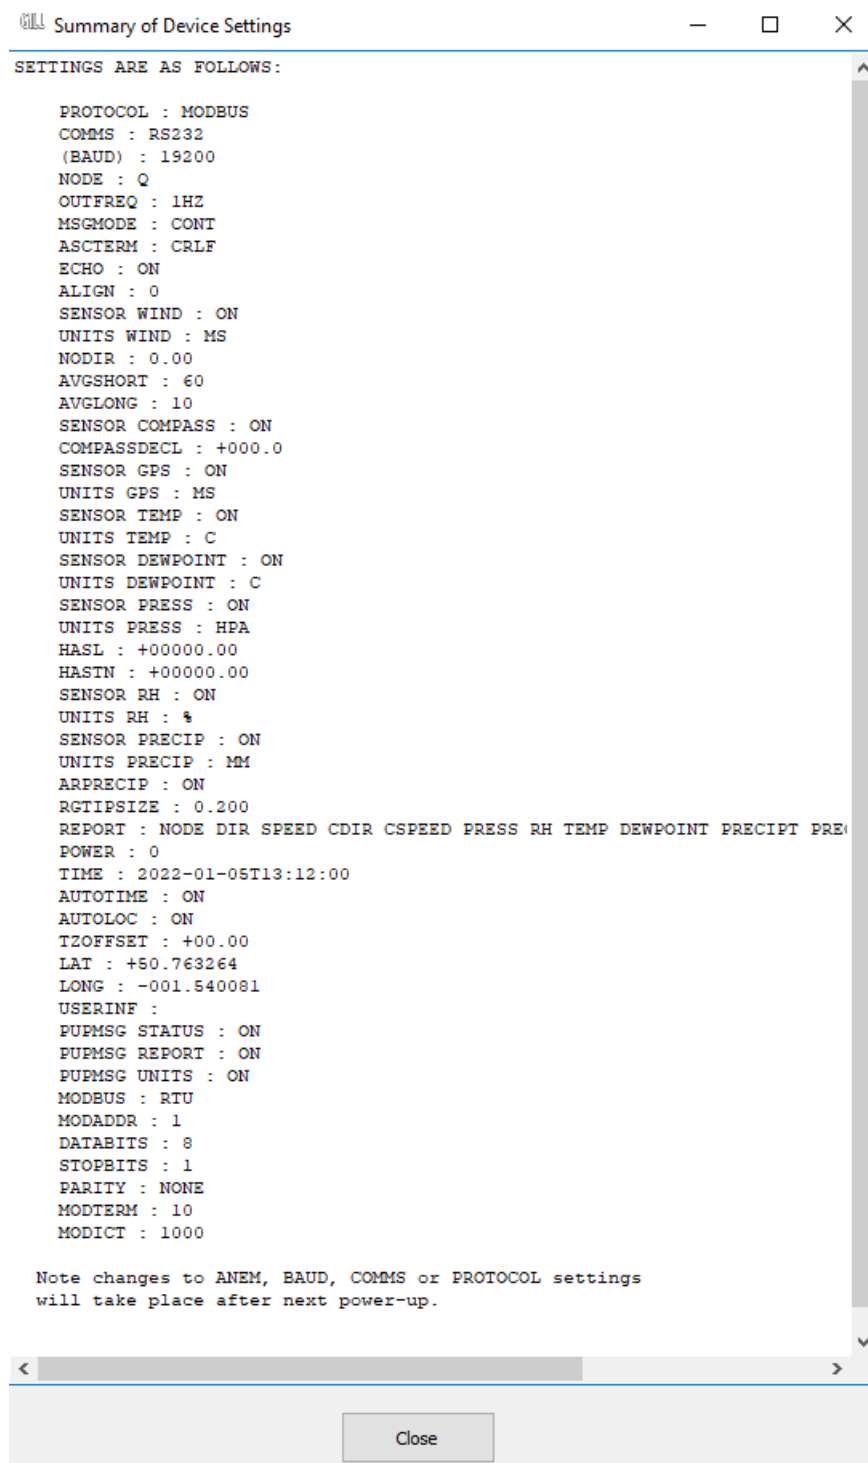 GILL Summary of Device Settings
SETTINGS ARE AS FOLLOWS:
PROTOCOL : MODBUS
COMMS : RS232
(BAUD) : 19200
NODE : Q
OUTFREQ : 1HZ
MSGMODE : CONT
ASCTERM : CRLF
ECHO : ON
ALIGN : 0
SENSOR WIND : ON
UNITS WIND : MS
NODIR : 0.00
AVGSHORT : 60
AVGLONG : 10
SENSOR COMPASS : ON
COMPASSDECL : +000.0
SENSOR GPS : ON
UNITS GPS : MS
SENSOR TEMP : ON
UNITS TEMP : C
SENSOR DEWPOINT : ON
UNITS DEWPOINT : C
SENSOR PRESS : ON
UNITS PRESS : HPA
HASL : +00000.00
HASTN : +00000.00
SENSOR RH : ON
UNITS RH : %
SENSOR PRECIP : ON
UNITS PRECIP : MM
ARPRECIP : ON
RGTIPSIZE : 0.200
REPORT : NODE DIR SPEED CDIR CSPEED PRESS RH TEMP DEWPOINT PRECIPT
POWER : 0
TIME : 2022-01-05T13:12:00
AUTOTIME : ON
AUTOLOC : ON
TZOFFSET : +00.00
LAT : +50.763264
LONG : -001.540081
USERINF :
PUPMSG STATUS : ON
PUPMSG REPORT : ON
PUPMSG UNITS : ON
MODBUS : RTU
MODADDR : 1
DATABITS : 8
STOPBITS : 1
PARITY : NONE
MODTERM : 10
MODICT : 1000
Note changes to ANEM, BAUD, COMMS or PROTOCOL settings
will take place after next power-up.
Close